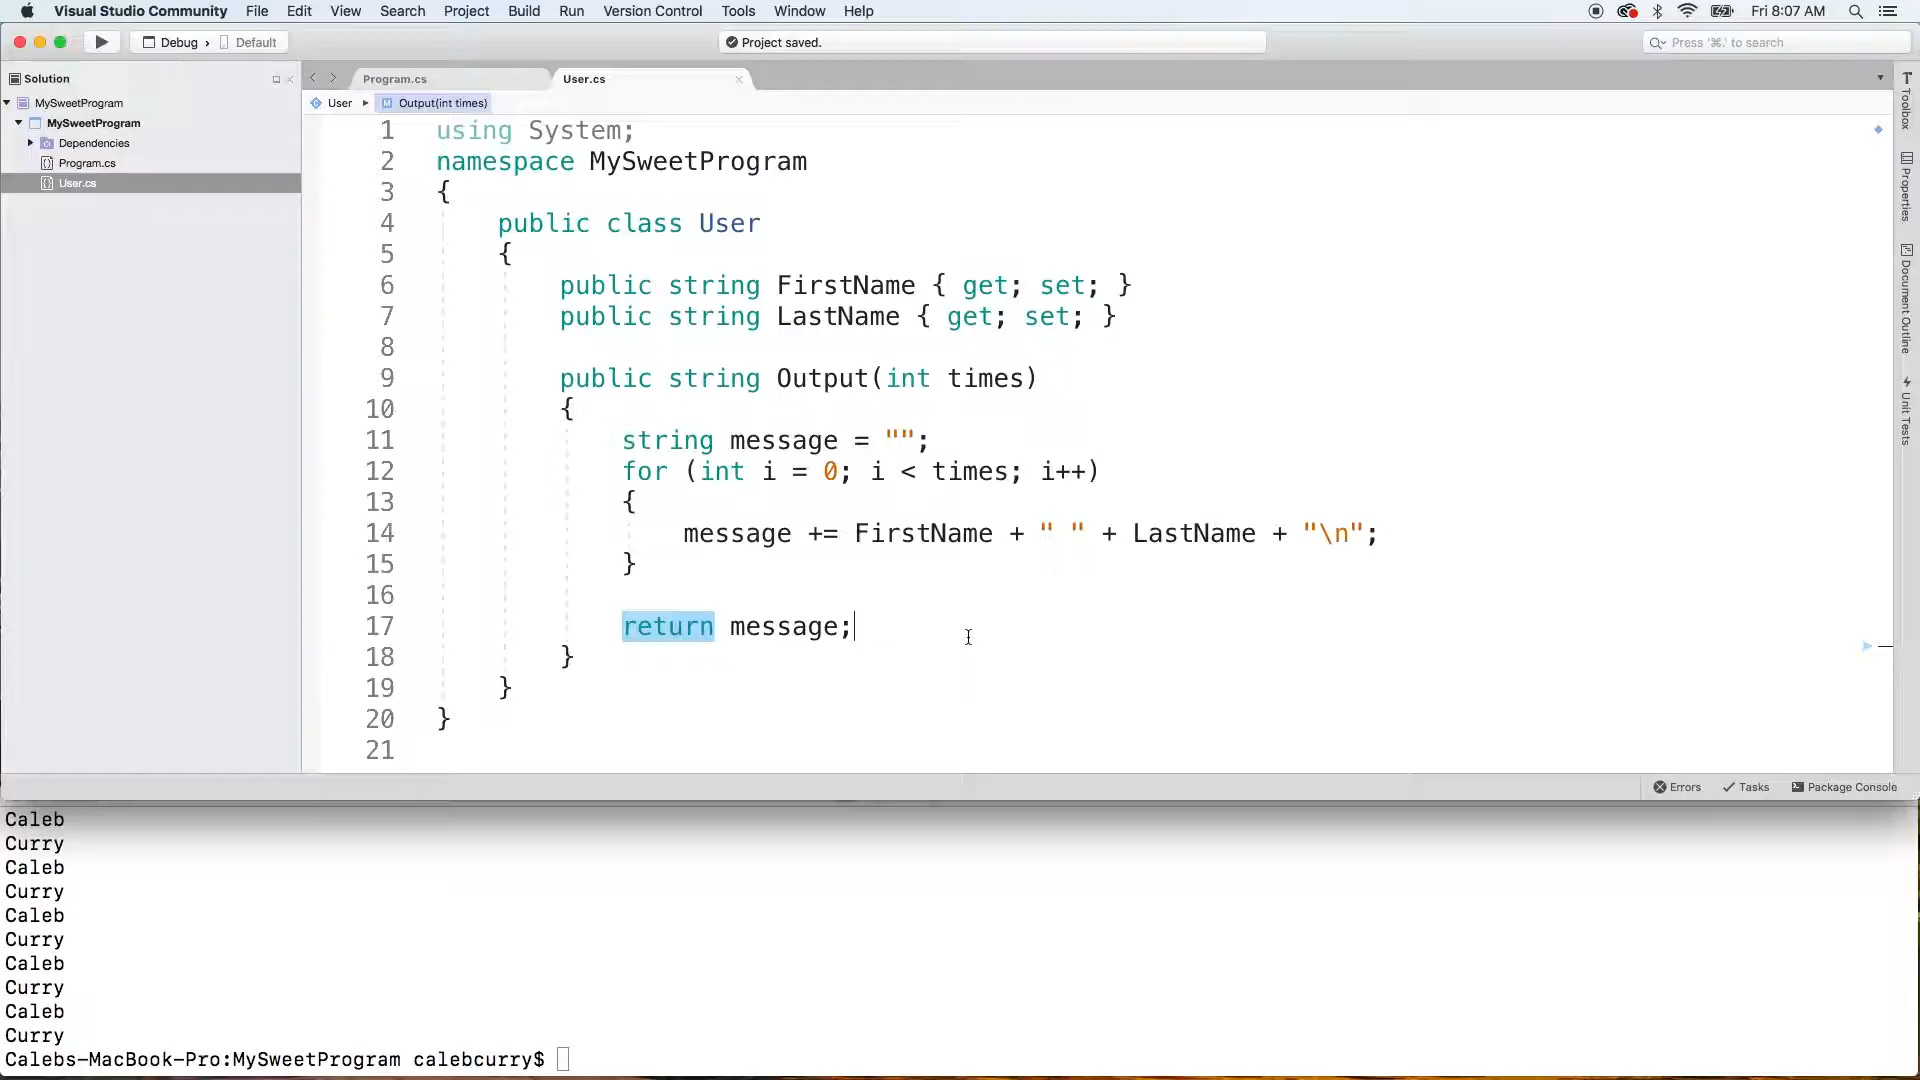 Visual Studio Community File Edit View Search Project Build Run Version Control Tools Window Help Fri 8:07 AM
Debug › Default Project saved. Press '⌘.' to search
Solution
MySweetProgram
MySweetProgram
Dependencies
Program.cs
User.cs
Program.cs User.cs
User Output(int times)
1 using System;
2 namespace MySweetProgram
3 {
4 public class User
5 {
6 public string FirstName { get; set; }
7 public string LastName { get; set; }
8
9 public string Output(int times)
10 {
11 string message = "";
12 for (int i = 0; i < times; i++)
13 {
14 message += FirstName + " " + LastName + "\n";
15 }
16
17 return message;
18 }
19 }
20 }
21
Toolbox
Properties
Document Outline
Unit Tests
Errors Tasks Package Console
Caleb
Curry
Caleb
Curry
Caleb
Curry
Caleb
Curry
Caleb
Curry
Calebs-MacBook-Pro:MySweetProgram calebcurry$